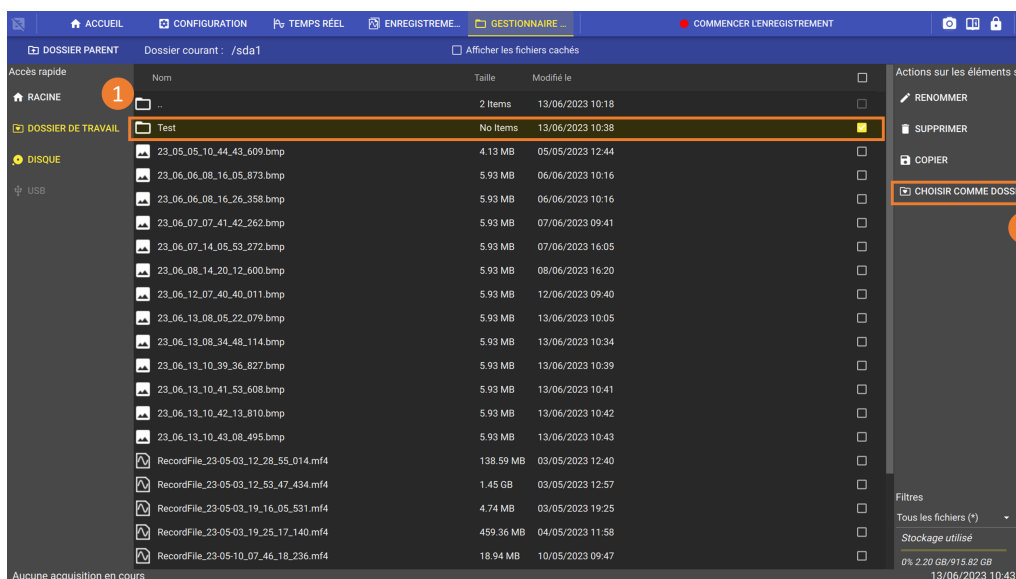 ACCUEIL CONFIGURATION TEMPS RÉEL ENREGISTREME... GESTIONNAIRE ... COMMENCER L'ENREGISTREMENT
DOSSIER PARENT Dossier courant : /sda1 Afficher les fichiers cachés
Accès rapide Nom Taille Modifié le Actions sur les éléments s
RACINE 1 .. 2 Items 13/06/2023 10:18 RENOMMER
DOSSIER DE TRAVAIL Test No Items 13/06/2023 10:38 SUPPRIMER
DISQUE 23_05_05_10_44_43_609.bmp 4.13 MB 05/05/2023 12:44 COPIER
USB 23_06_06_08_16_05_873.bmp 5.93 MB 06/06/2023 10:16 CHOISIR COMME DOSSI
23_06_06_08_16_26_358.bmp 5.93 MB 06/06/2023 10:16
23_06_07_07_41_42_262.bmp 5.93 MB 07/06/2023 09:41
23_06_07_14_05_53_272.bmp 5.93 MB 07/06/2023 16:05
23_06_08_14_20_12_600.bmp 5.93 MB 08/06/2023 16:20
23_06_12_07_40_40_011.bmp 5.93 MB 12/06/2023 09:40
23_06_13_08_05_22_079.bmp 5.93 MB 13/06/2023 10:05
23_06_13_08_34_48_114.bmp 5.93 MB 13/06/2023 10:34
23_06_13_10_39_36_827.bmp 5.93 MB 13/06/2023 10:39
23_06_13_10_41_53_608.bmp 5.93 MB 13/06/2023 10:41
23_06_13_10_42_13_810.bmp 5.93 MB 13/06/2023 10:42
23_06_13_10_43_08_495.bmp 5.93 MB 13/06/2023 10:43
RecordFile_23-05-03_12_28_55_014.mf4 138.59 MB 03/05/2023 12:40
RecordFile_23-05-03_12_53_47_434.mf4 1.45 GB 03/05/2023 12:57
RecordFile_23-05-03_19_16_05_531.mf4 4.74 MB 03/05/2023 19:25
RecordFile_23-05-03_19_25_17_140.mf4 459.36 MB 04/05/2023 11:58
RecordFile_23-05-10_07_46_18_236.mf4 18.94 MB 10/05/2023 09:47
Filtres
Tous les fichiers (*)
Stockage utilisé
0% 2.20 GB/915.82 GB
Aucune acquisition en cours 13/06/2023 10:43